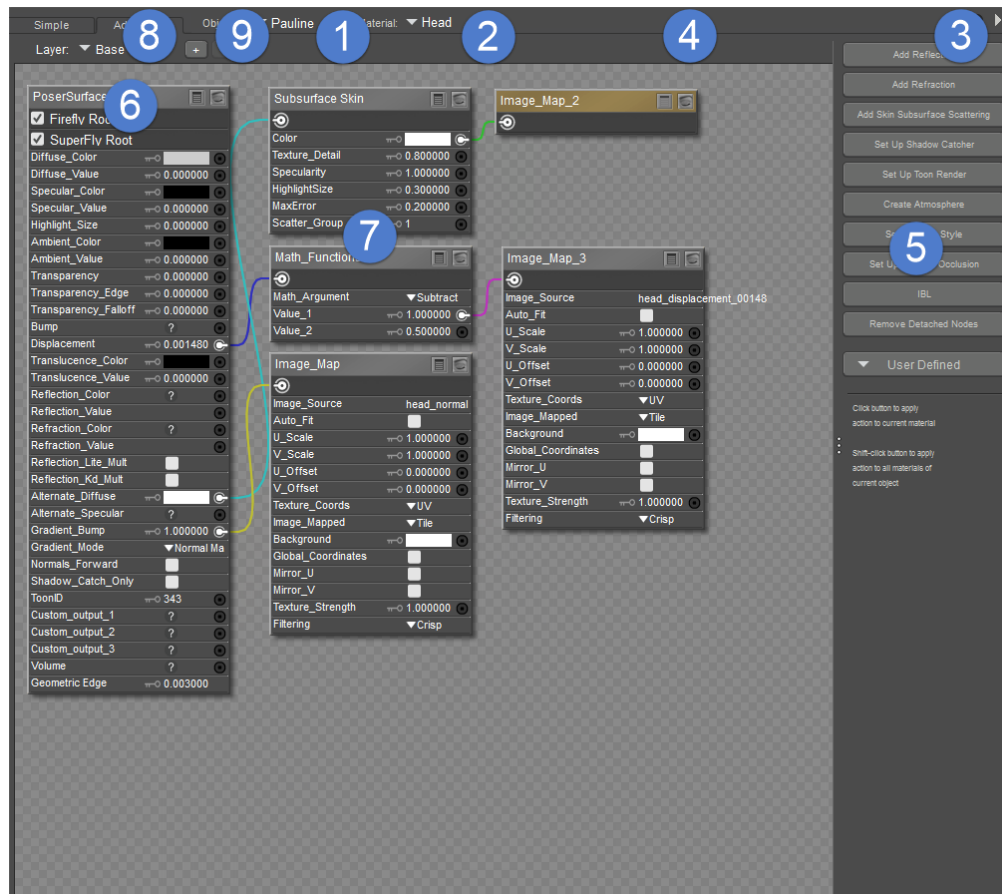 Simple Ad 8 Obj 9 Pauline 1 aterial: Head 2 4 3
Layer: Base +
PoserSurface 6
Firefly Roo
SuperFly Root
Diffuse_Color
Diffuse_Value 0.000000
Specular_Color
Specular_Value 0.000000
Highlight_Size 0.000000
Ambient_Color
Ambient_Value 0.000000
Transparency 0.000000
Transparency_Edge 0.000000
Transparency_Falloff 0.000000
Bump ?
Displacement 0.001480
Translucence_Color
Translucence_Value 0.000000
Reflection_Color ?
Reflection_Value
Refraction_Color ?
Refraction_Value
Reflection_Lite_Mult
Reflection_Kd_Mult
Alternate_Diffuse
Alternate_Specular ?
Gradient_Bump 1.000000
Gradient_Mode Normal Ma
Normals_Forward
Shadow_Catch_Only
ToonID 343
Custom_output_1 ?
Custom_output_2 ?
Custom_output_3 ?
Volume ?
Geometric Edge 0.003000
Subsurface Skin
Color
Texture_Detail 0.800000
Specularity 1.000000
HighlightSize 0.300000
MaxError 0.200000
Scatter_Group 1
7
Math_Function
Math_Argument Subtract
Value_1 1.000000
Value_2 0.500000
Image_Map
Image_Source head_normal
Auto_Fit
U_Scale 1.000000
V_Scale 1.000000
U_Offset 0.000000
V_Offset 0.000000
Texture_Coords UV
Image_Mapped Tile
Background
Global_Coordinates
Mirror_U
Mirror_V
Texture_Strength 1.000000
Filtering Crisp
Image_Map_2
Image_Map_3
Image_Source head_displacement_00148
Auto_Fit
U_Scale 1.000000
V_Scale 1.000000
U_Offset 0.000000
V_Offset 0.000000
Texture_Coords UV
Image_Mapped Tile
Background
Global_Coordinates
Mirror_U
Mirror_V
Texture_Strength 1.000000
Filtering Crisp
Add Reflec
Add Refraction
Add Skin Subsurface Scattering
Set Up Shadow Catcher
Set Up Toon Render
Create Atmosphere
Style
5
Set Up Occlusion
IBL
Remove Detached Nodes
User Defined
Click button to apply
action to current material
Shift-click button to apply
action to all materials of
current object